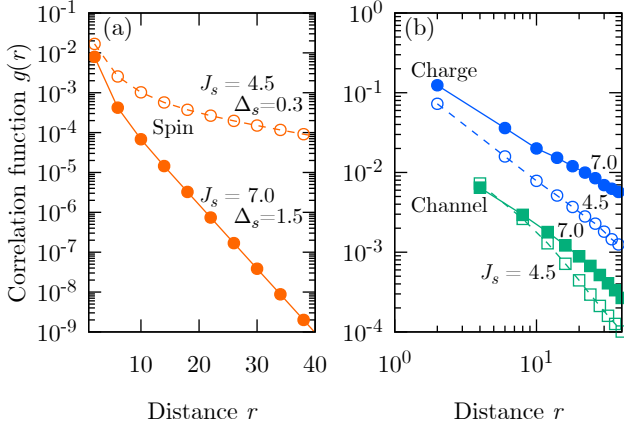 (a)
(b)
Correlation function g(r)
10^-1
10^-2
10^-3
10^-4
10^-5
10^-6
10^-7
10^-8
10^-9
J_s = 4.5
Δ_s=0.3
Spin
J_s = 7.0
Δ_s=1.5
10
20
30
40
Distance r
10^0
10^-1
10^-2
10^-3
10^-4
Charge
7.0
4.5
Channel
7.0
J_s = 4.5
10^0
10^1
Distance r